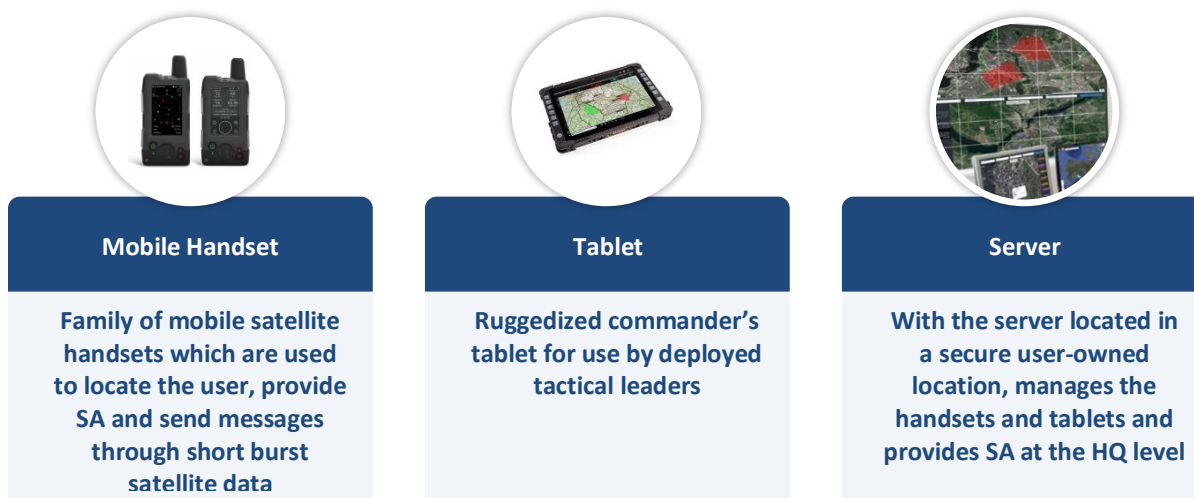 Mobile Handset
Family of mobile satellite
handsets which are used
to locate the user, provide
SA and send messages
through short burst
satellite data
Tablet
Ruggedized commander’s
tablet for use by deployed
tactical leaders
Server
With the server located in
a secure user-owned
location, manages the
handsets and tablets and
provides SA at the HQ level